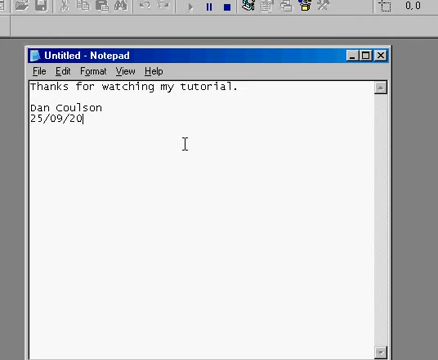 0,0
Untitled - Notepad
File Edit Format View Help
Thanks for watching my tutorial.
Dan Coulson
25/09/20